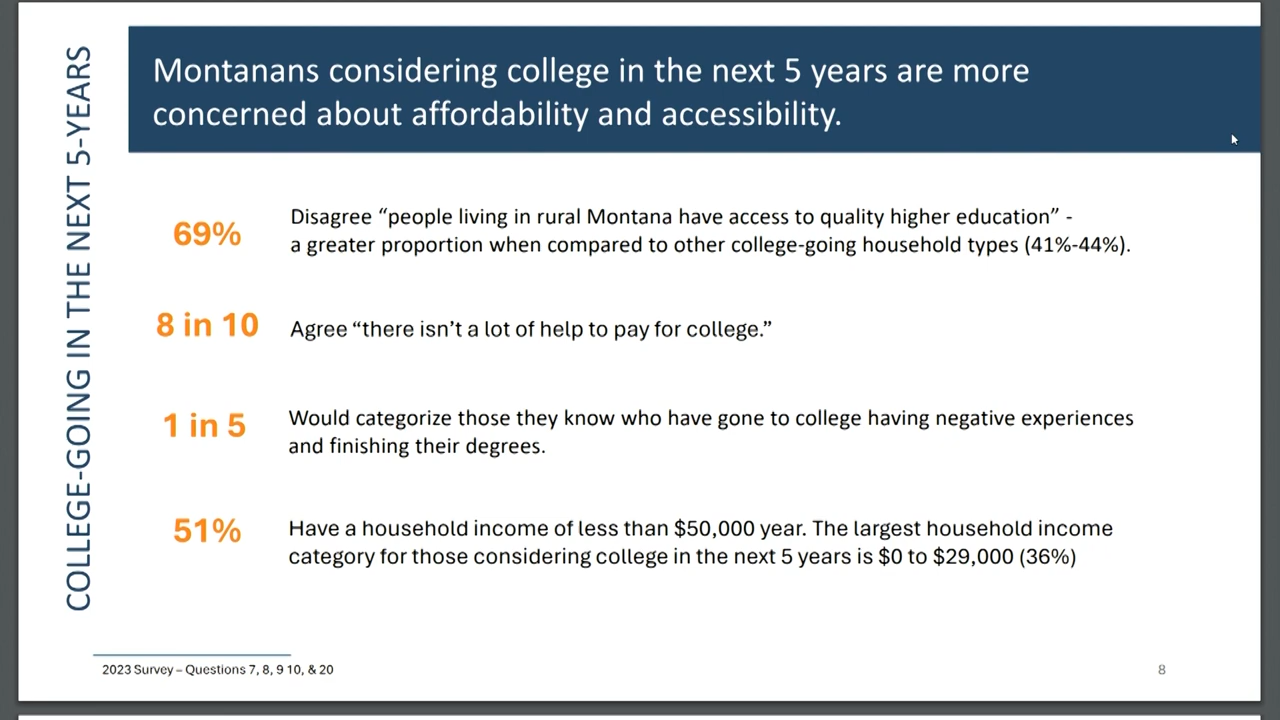 COLLEGE-GOING IN THE NEXT 5-YEARS
Montanans considering college in the next 5 years are more
concerned about affordability and accessibility.
69%
Disagree “people living in rural Montana have access to quality higher education” -
a greater proportion when compared to other college-going household types (41%-44%).
8 in 10
Agree “there isn’t a lot of help to pay for college.”
1 in 5
Would categorize those they know who have gone to college having negative experiences
and finishing their degrees.
51%
Have a household income of less than $50,000 year. The largest household income
category for those considering college in the next 5 years is $0 to $29,000 (36%)
2023 Survey – Questions 7, 8, 9 10, & 20
8